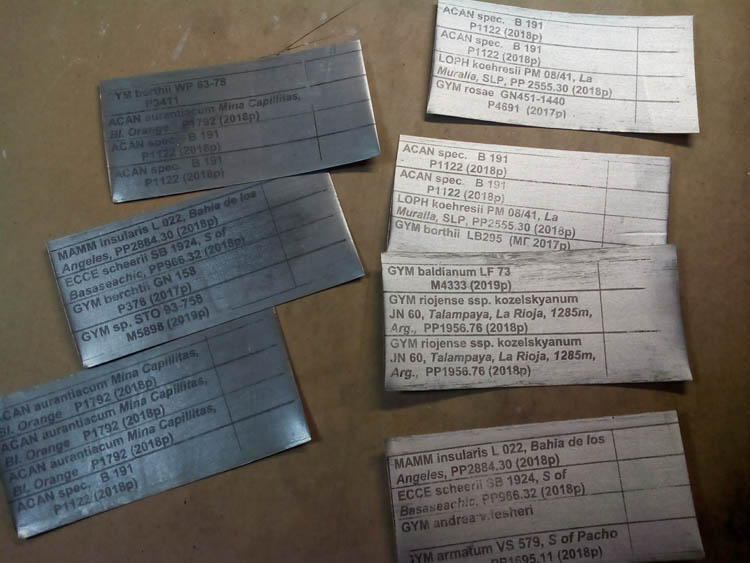 YM borthii WP 63-78
P3411
ACAN aurantiacum Mina Capillitas,
Bl. Orange P1792 (2018p)
ACAN spec. B 191
P1122 (2018p)
ACAN spec. B 191
P1122 (2018p)
MAMM insularis L 022, Bahia de los
Angeles, PP2884.30 (2018p)
ECCE scheerii SB 1924, S of
Basaseachic, PP966.32 (2018p)
GYM berchtii GN 158
P378 (2017p)
GYM sp. STO 93-758
M5898 (2019p)
ACAN aurantiacum Mina Capillitas,
Bl. Orange P1792 (2018p)
ACAN aurantiacum Mina Capillitas,
Bl. Orange P1792 (2018p)
ACAN aurantiacum Mina Capillitas,
Bl. Orange P1792 (2018p)
ACAN spec. B 191
P1122 (2018p)
ACAN spec. B 191
P1122 (2018p)
ACAN spec. B 191
P1122 (2018p)
LOPH koehresii PM 08/41, La
Muralla, SLP, PP 2555.30 (2018p)
GYM rosae GN451-1440
P4691 (2017p)
ACAN spec. B 191
P1122 (2018p)
ACAN spec. B 191
P1122 (2018p)
LOPH koehresii PM 08/41, La
Muralla, SLP, PP2555.30 (2018p)
GYM borthii LB295 2017p)
GYM baldianum LF 73
M4333 (2019p)
GYM riojense ssp. kozelskyanum
JN 60, Talampaya, La Rioja, 1285m,
Arg., PP1956.76 (2018p)
GYM riojense ssp. kozelskyanum
JN 60, Talampaya, La Rioja, 1285m,
Arg., PP1956.76 (2018p)
MAMM insularis L 022, Bahia de los
Angeles, PP2884.30 (2018p)
ECCE scheerii SB 1924, S of
Basaseachic, PP966.32 (2018p)
GYM andreae v.fesheri
GYM armatum VS 579, S of Pacho
PP1695.11 (2018p)